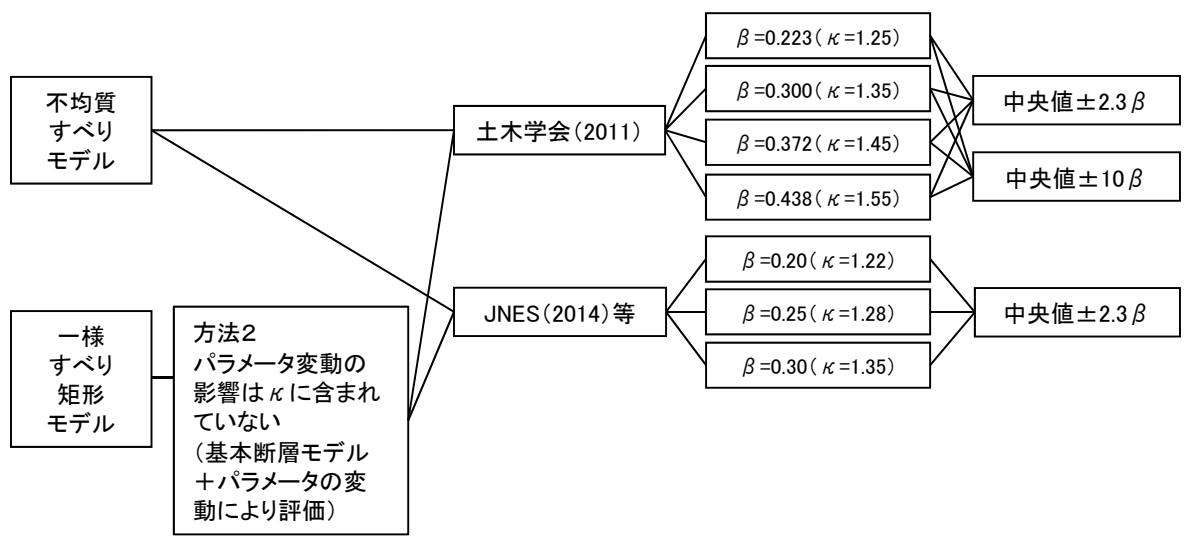 不均質
すべり
モデル
一様
すべり
矩形
モデル
方法2
パラメータ変動の
影響はκに含まれ
ていない
(基本断層モデル
+パラメータの変
動により評価)
土木学会(2011)
JNES(2014)等
β=0.223(κ=1.25)
β=0.300(κ=1.35)
β=0.372(κ=1.45)
β=0.438(κ=1.55)
β=0.20(κ=1.22)
β=0.25(κ=1.28)
β=0.30(κ=1.35)
中央値±2.3β
中央値±10β
中央値±2.3β